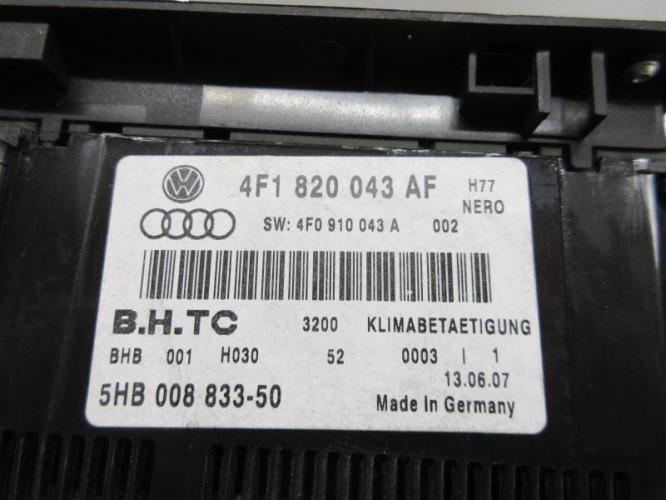 4F1 820 043 AF H77
NERO
SW: 4F0 910 043 A 002
B.H.TC 3200 KLIMABETAETIGUNG
BHB 001 H030 52 0003 | 1
13.06.07
5HB 008 833-50 Made In Germany